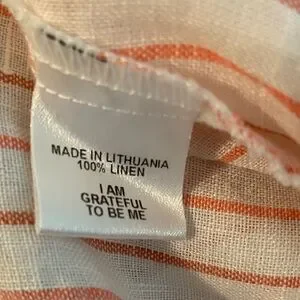 MADE IN LITHUANIA
100% LINEN
I AM
GRATEFUL
TO BE ME